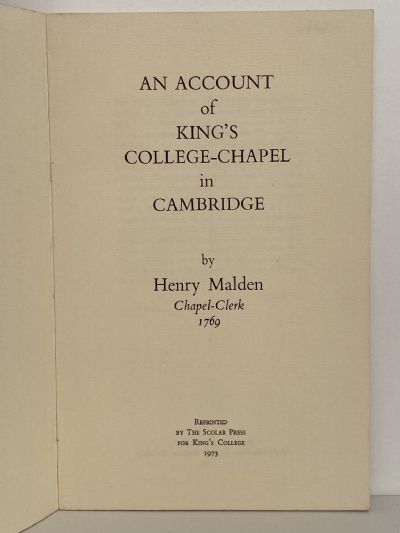 AN ACCOUNT
of
KING'S
COLLEGE-CHAPEL
in
CAMBRIDGE
by
Henry Malden
Chapel-Clerk
1769
Reprinted
by The Scolar Press
for King's College
1973